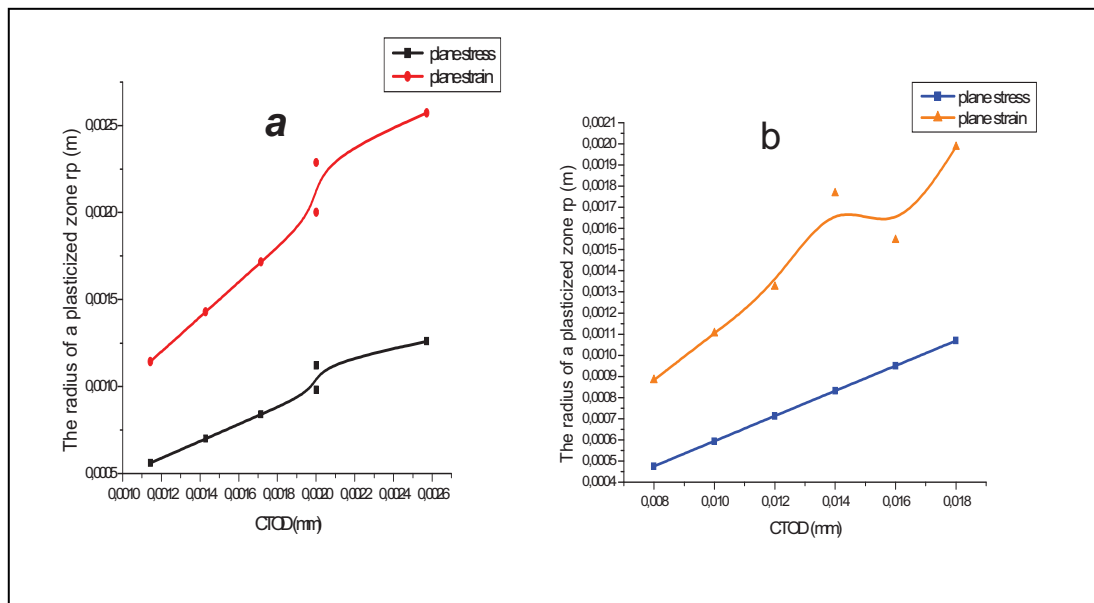 plane stress
plane strain
a
The radius of a plasticized zone rp (m)
0,0025
0,0020
0,0015
0,0010
0,0005
0,0010 0,0012 0,0014 0,0016 0,0018 0,0020 0,0022 0,0024 0,0026
CTOD (mm)
plane stress
plane strain
b
The radius of a plasticized zone rp (m)
0,0021
0,0020
0,0019
0,0018
0,0017
0,0016
0,0015
0,0014
0,0013
0,0012
0,0011
0,0010
0,0009
0,0008
0,0007
0,0006
0,0005
0,0004
0,008 0,010 0,012 0,014 0,016 0,018
CTOD (mm)